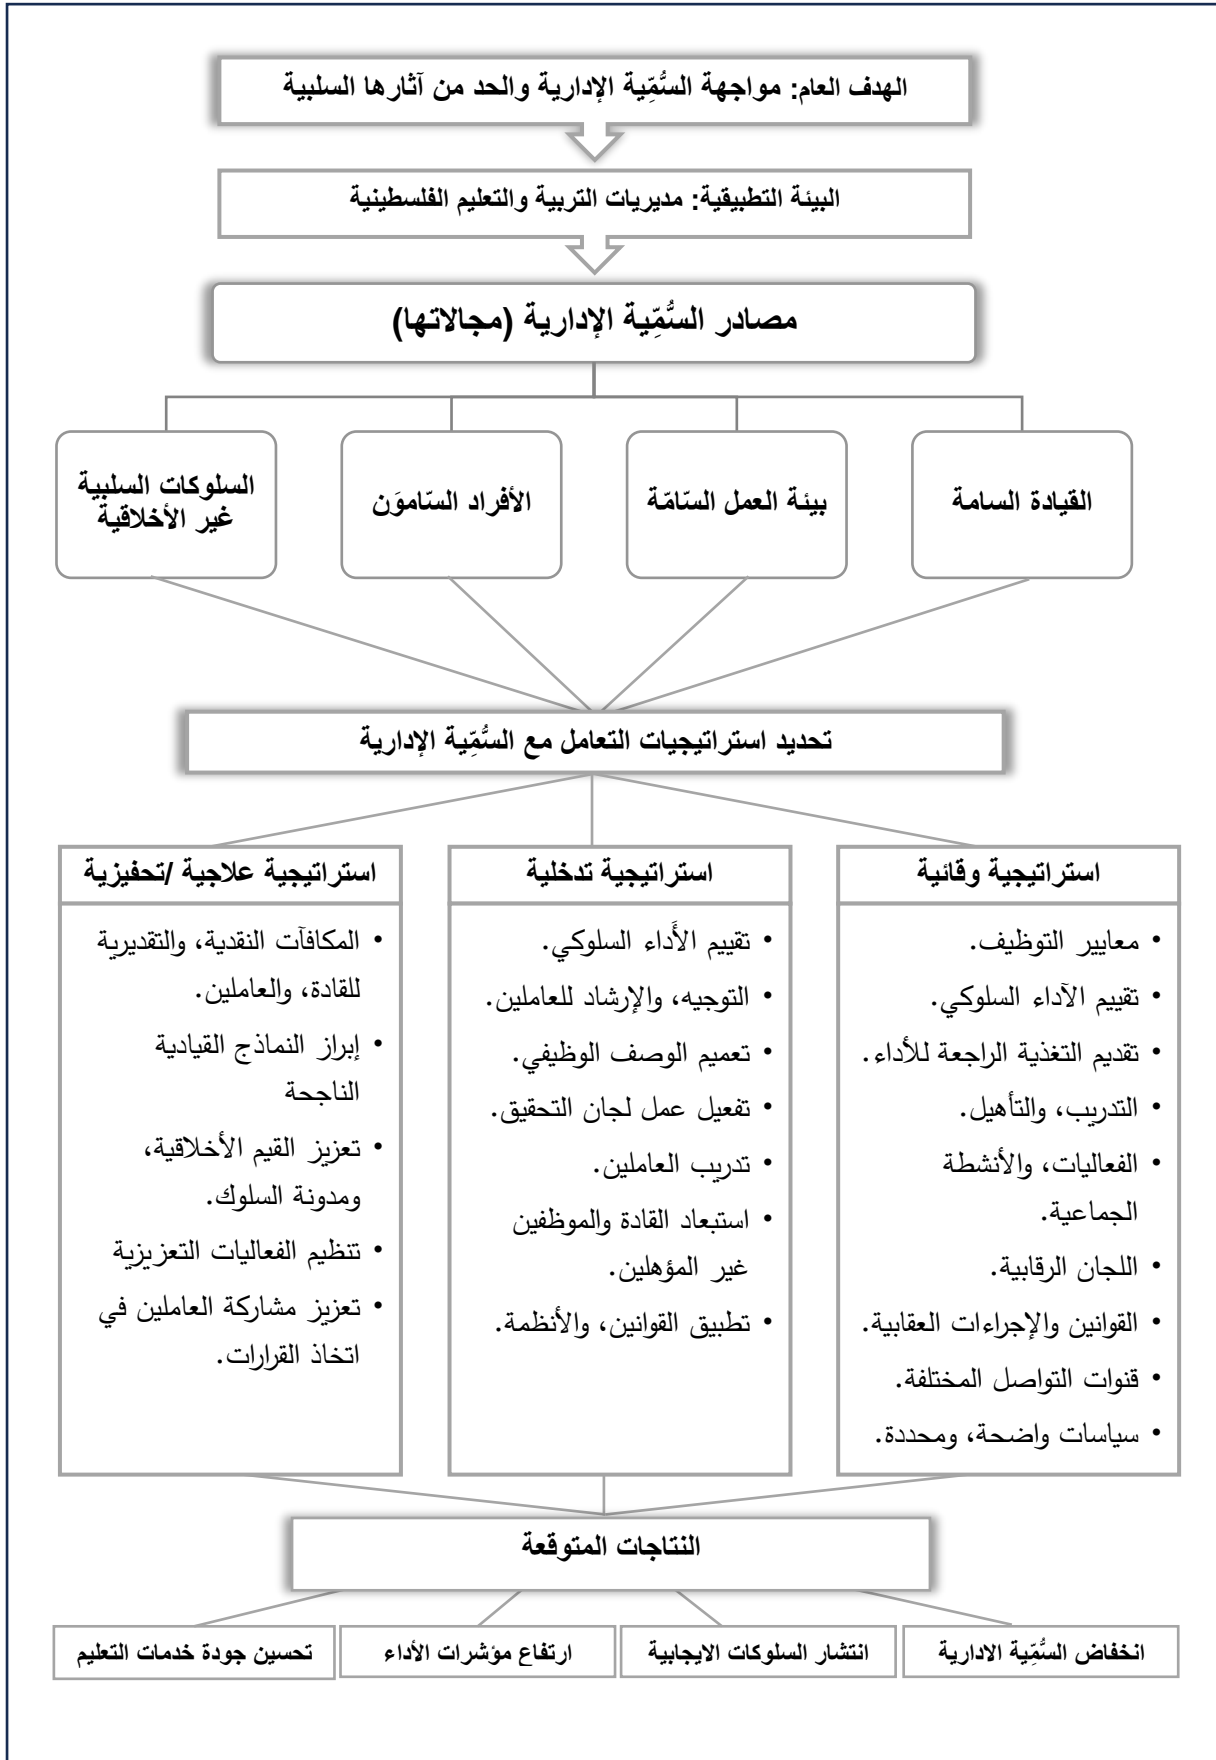 الهدف العام: مواجهة السُّمِّية الإدارية والحد من آثارها السلبية
البيئة التطبيقية: مديريات التربية والتعليم الفلسطينية
مصادر السُّمِّية الإدارية (مجالاتها)
القيادة السامة
بيئة العمل السّامّة
الأفراد السّاموَن
السلوكات السلبية
غير الأخلاقية
تحديد استراتيجيات التعامل مع السُّمِّية الإدارية
استراتيجية وقائية
• معايير التوظيف.
• تقييم الآداء السلوكي.
• تقديم التغذية الراجعة للأداء.
• التدريب، والتأهيل.
• الفعاليات، والأنشطة
الجماعية.
• اللجان الرقابية.
• القوانين والإجراءات العقابية.
• قنوات التواصل المختلفة.
• سياسات واضحة، ومحددة.
استراتيجية تدخلية
• تقييم الأَداء السلوكي.
• التوجيه، والإرشاد للعاملين.
• تعميم الوصف الوظيفي.
• تفعيل عمل لجان التحقيق.
• تدريب العاملين.
• استبعاد القادة والموظفين
غير المؤهلين.
• تطبيق القوانين، والأنظمة.
استراتيجية علاجية /تحفيزية
• المكافآت النقدية، والتقديرية
للقادة، والعاملين.
• إبراز النماذج القيادية
الناجحة
• تعزيز القيم الأخلاقية،
ومدونة السلوك.
• تنظيم الفعاليات التعزيزية
• تعزيز مشاركة العاملين في
اتخاذ القرارات.
النتاجات المتوقعة
انخفاض السُّمِّية الادارية
انتشار السلوكات الايجابية
ارتفاع مؤشرات الأداء
تحسين جودة خدمات التعليم